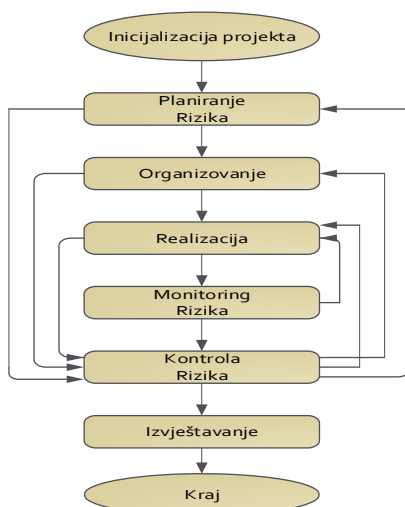 Inicijalizacija projekta
Planiranje
Rizika
Organizovanje
Realizacija
Monitoring
Rizika
Kontrola
Rizika
Izvještavanje
Kraj